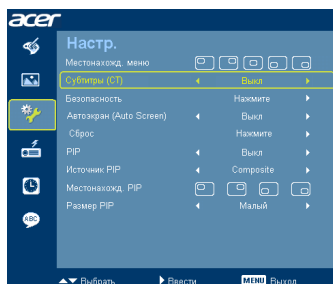 acer
Настр.
Местонахожд. меню
Субтитры (CT) Выкл
Безопасность Нажмите
Автоэкран (Auto Screen) Выкл
Сброс Нажмите
PIP Выкл
Источник PIP Composite
Местонахожд. PIP
Размер PIP Малый
ABC
Выбрать Ввести MENU Выход